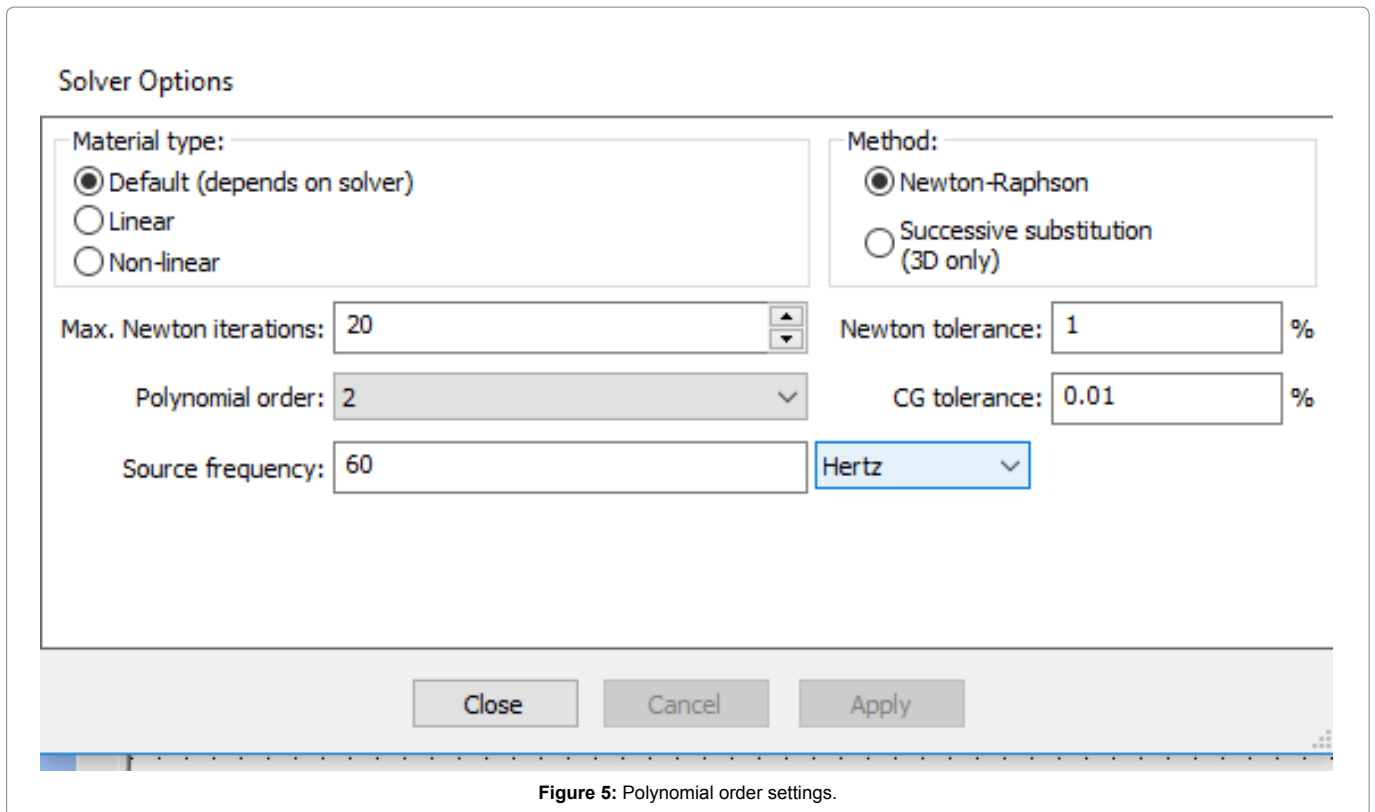 Solver Options
Material type:
Default (depends on solver)
Linear
Non-linear
Method:
Newton-Raphson
Successive substitution
(3D only)
Max. Newton iterations: 20
Newton tolerance: 1 %
Polynomial order: 2
CG tolerance: 0.01 %
Source frequency: 60 Hertz
Close Cancel Apply
Figure 5: Polynomial order settings.